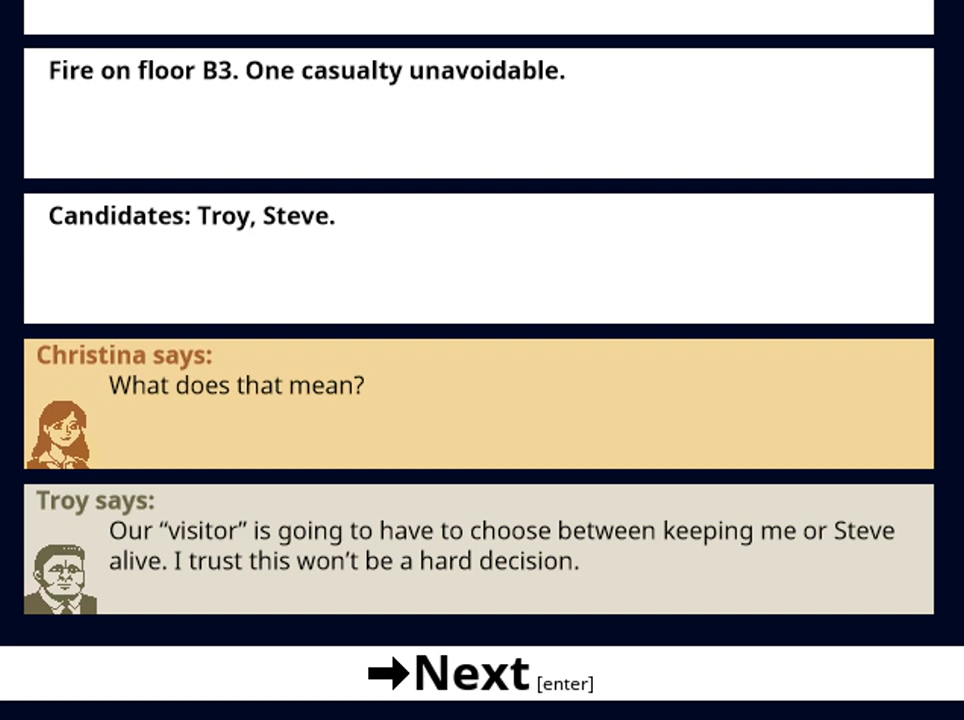 Fire on floor B3. One casualty unavoidable.
Candidates: Troy, Steve.
Christina says:
What does that mean?
Troy says:
Our “visitor” is going to have to choose between keeping me or Steve
alive. I trust this won’t be a hard decision.
➡Next [enter]